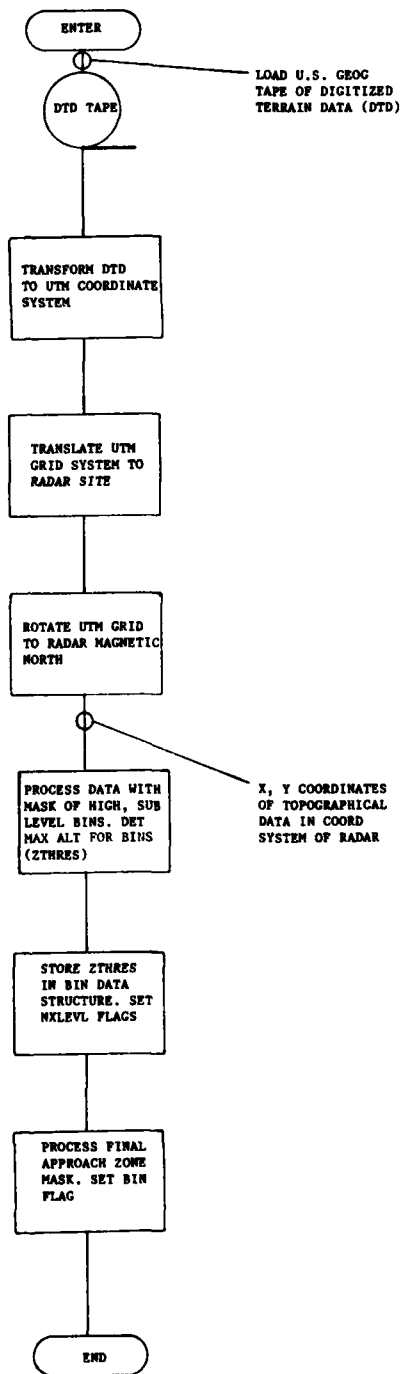 ENTER
LOAD U.S. GEOG
TAPE OF DIGITIZED
TERRAIN DATA (DTD)
DTD TAPE
TRANSFORM DTD
TO UTM COORDINATE
SYSTEM
TRANSLATE UTM
GRID SYSTEM TO
RADAR SITE
ROTATE UTM GRID
TO RADAR MAGNETIC
NORTH
X, Y COORDINATES
OF TOPOGRAPHICAL
DATA IN COORD
SYSTEM OF RADAR
PROCESS DATA WITH
MASK OF HIGH, SUB
LEVEL BINS. DET
MAX ALT FOR BINS
(ZTHRES)
STORE ZTHRES
IN BIN DATA
STRUCTURE. SET
NXLEVL FLAGS
PROCESS FINAL
APPROACH ZONE
MASK. SET BIN
FLAG
END